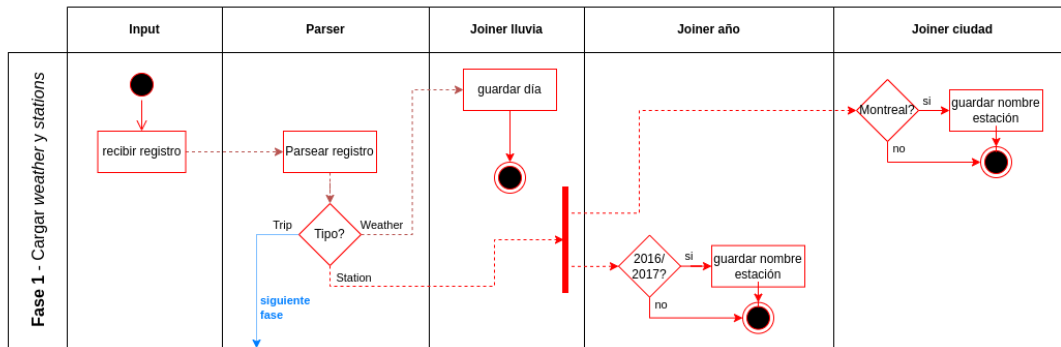 Input
Parser
Joiner lluvia
Joiner año
Joiner ciudad
Fase 1 - Cargar weather y stations
recibir registro
Parsear registro
Tipo?
Trip
Weather
Station
siguiente
fase
guardar día
2016/
2017?
si
no
guardar nombre
estación
Montreal?
si
no
guardar nombre
estación